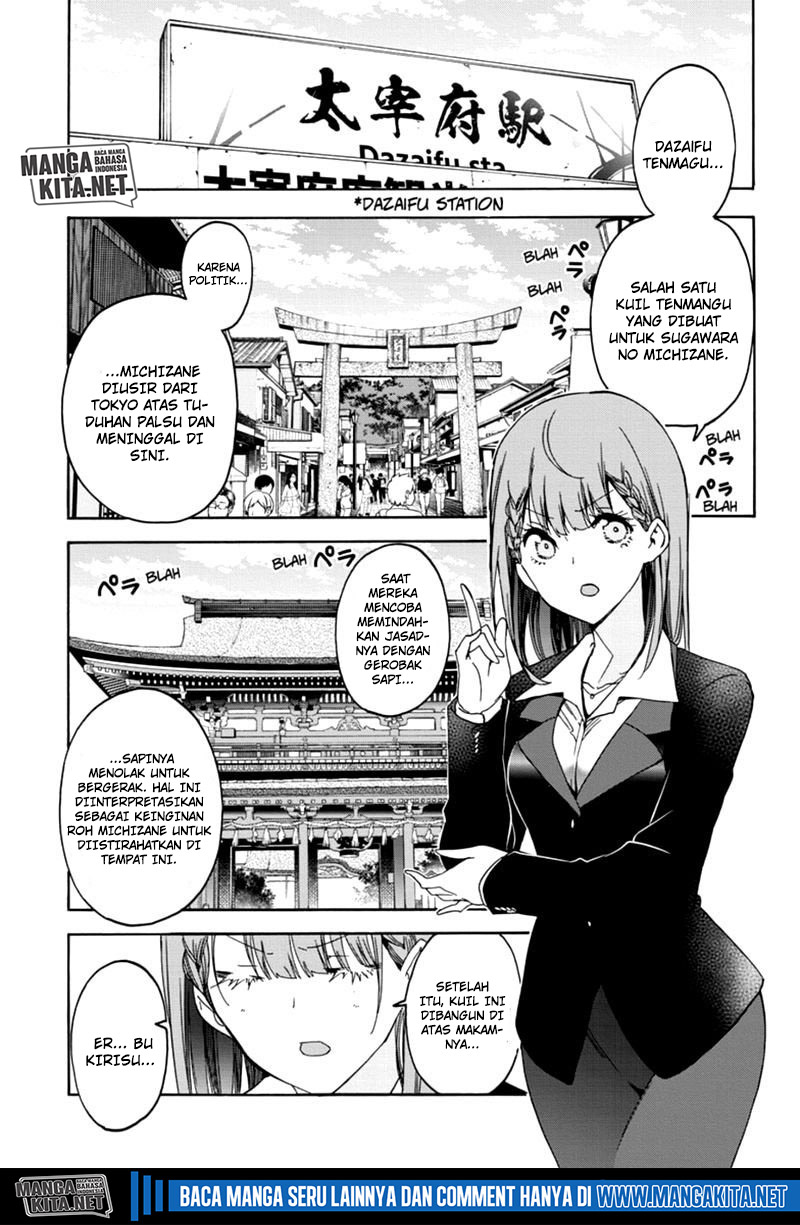 太宰府駅
Dazaifu sta
MANGA
BACA MANGA
BAHASA
INDONESIA
KITA.NET
*DAZAIFU STATION
DAZAIFU
TENMAGU...
SALAH SATU
KUIL TENMANGU
YANG DIBUAT
UNTUK SUGAWARA
NO MICHIZANE.
KARENA
POLITIK...
...MICHIZANE
DIUSIR DARI
TOKYO ATAS TU-
DUHAN PALSU DAN
MENINGGAL DI
SINI.
BLAH
ペラ
BLAH
ペラ
BLAH
ペラ
ペラ
BLAH
BLAH
ペラ
BLAH
ペラ
BLAH
SAAT
MEREKA
MENCOBA
MEMINDAH-
KAN JASAD-
NYA DENGAN
GEROBAK
SAPI...
...SAPINYA
MENOLAK UNTUK
BERGERAK. HAL INI
DIINTERPRETASIKAN
SEBAGAI KEINGINAN
ROH MICHIZANE UNTUK
DIISTIRAHATKAN DI
TEMPAT INI.
SETELAH
ITU, KUIL INI
DIBANGUN DI
ATAS MAKAM-
NYA...
ER... BU
KIRISU...
MANGA
BACA MANGA
BAHASA
INDONESIA
KITA.NET
BACA MANGA SERU LAINNYA DAN COMMENT HANYA DI WWW.MANGAKITA.NET